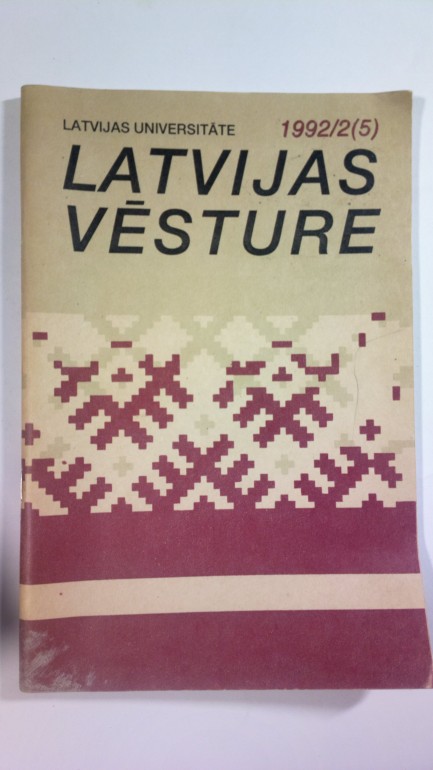 LATVIJAS UNIVERSITĀTE 1992/2(5)
LATVIJAS
VĒSTURE